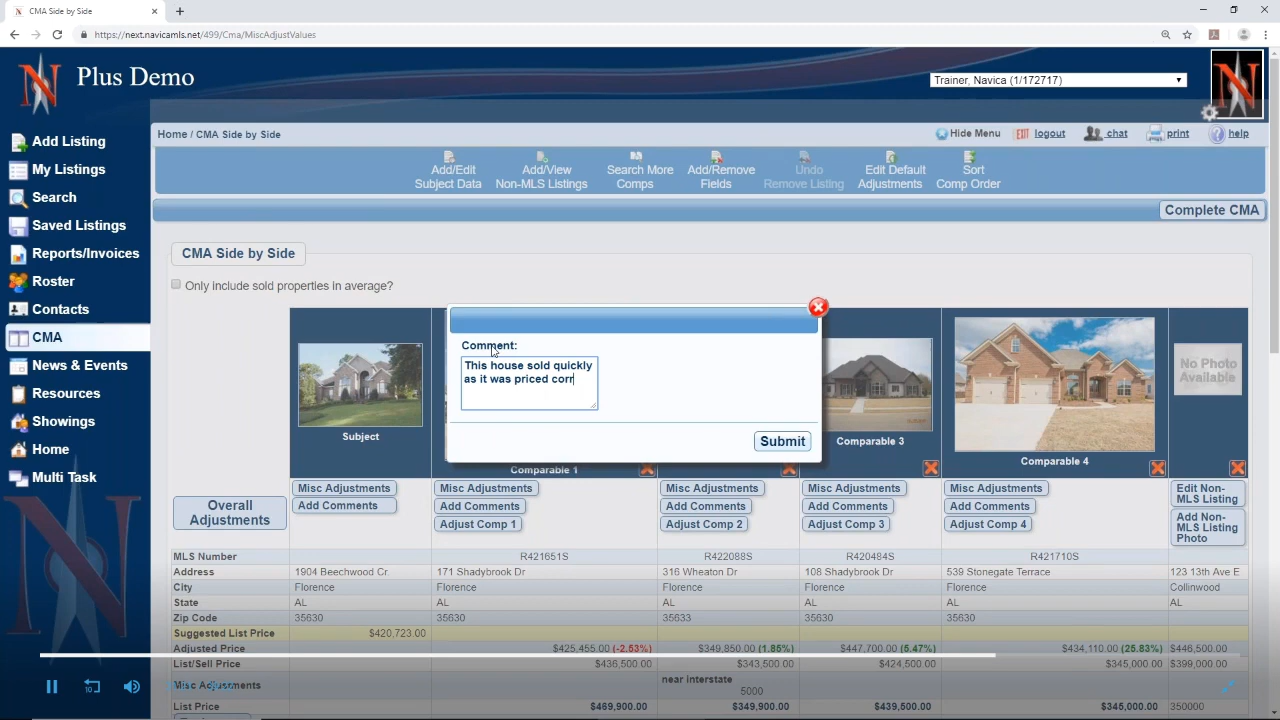 CMA Side by Side
https://next.navicamls.net/499/Cma/MiscAdjustValues
Plus Demo
Trainer, Navica (1/172717)
Home / CMA Side by Side
Hide Menu
EXIT logout
chat
print
help
Add Listing
My Listings
Search
Saved Listings
Reports/Invoices
Roster
Contacts
CMA
News & Events
Resources
Showings
Home
Multi Task
Add/Edit
Subject Data
Add/View
Non-MLS Listings
Search More
Comps
Add/Remove
Fields
Undo
Remove Listing
Edit Default
Adjustments
Sort
Comp Order
Complete CMA
CMA Side by Side
Only include sold properties in average?
Comment:
This house sold quickly
as it was priced corr
Submit
Subject
Comparable 1
Comparable 3
Comparable 4
No Photo
Available
Overall
Adjustments
Misc Adjustments
Add Comments
Misc Adjustments
Add Comments
Adjust Comp 1
Misc Adjustments
Add Comments
Adjust Comp 2
Misc Adjustments
Add Comments
Adjust Comp 3
Misc Adjustments
Add Comments
Adjust Comp 4
Edit Non-
MLS Listing
Add Non-
MLS Listing
Photo
MLS Number R421651S R422088S R420484S R421710S
Address 1904 Beechwood Cr 171 Shadybrook Dr 316 Wheaton Dr 108 Shadybrook Dr 539 Stonegate Terrace 123 13th Ave E
City Florence Florence Florence Florence Florence Collinwood
State AL AL AL AL AL AL
Zip Code 35630 35630 35633 35630 35630
Suggested List Price $420,723.00
Adjusted Price $425,455.00 (-2.53%) $349,850.00 (1.85%) $447,700.00 (5.47%) $434,110.00 (25.83%) $446,500.00
List/Sell Price $436,500.00 $343,500.00 $424,500.00 $345,000.00 $399,000.00
Misc Adjustments near interstate
5000
List Price $469,900.00 $349,900.00 $439,500.00 $345,000.00 350000